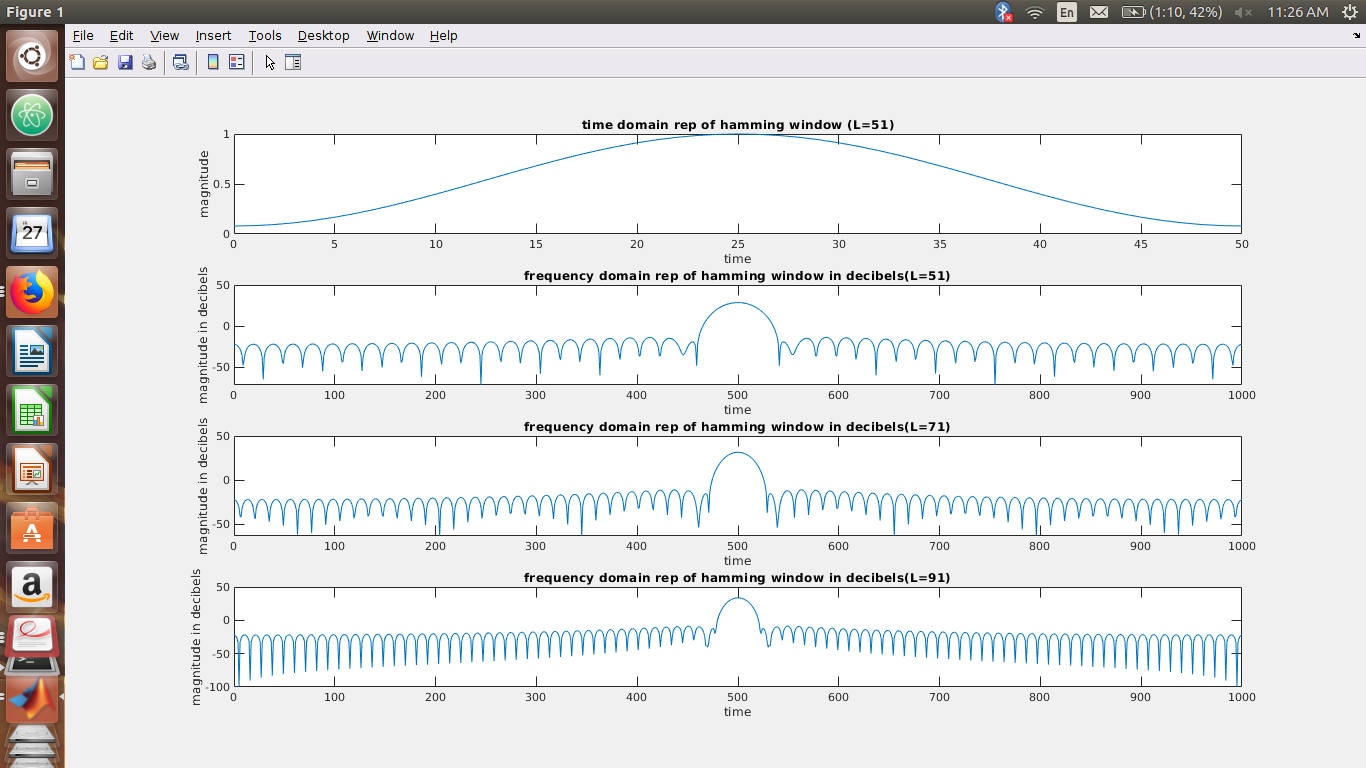 Figure 1
En
(1:10, 42%)
11:26 AM
File Edit View Insert Tools Desktop Window Help
27
a
time domain rep of hamming window (L=51)
magnitude
1
0.5
0
0 5 10 15 20 25 30 35 40 45 50
time
frequency domain rep of hamming window in decibels(L=51)
magnitude in decibels
50
0
-50
0 100 200 300 400 500 600 700 800 900 1000
time
frequency domain rep of hamming window in decibels(L=71)
magnitude in decibels
50
0
-50
0 100 200 300 400 500 600 700 800 900 1000
time
frequency domain rep of hamming window in decibels(L=91)
magnitude in decibels
50
0
-50
-100
0 100 200 300 400 500 600 700 800 900 1000
time